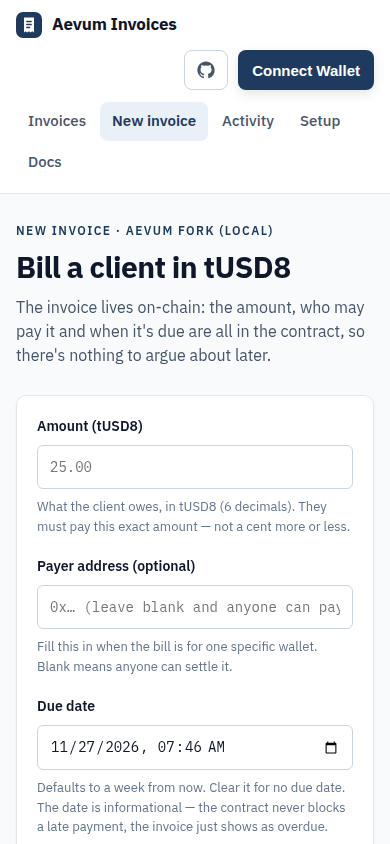 Aevum Invoices
Connect Wallet
Invoices
New invoice
Activity
Setup
Docs
NEW INVOICE · AEVUM FORK (LOCAL)
Bill a client in tUSD8
The invoice lives on-chain: the amount, who may
pay it and when it's due are all in the contract, so
there's nothing to argue about later.
Amount (tUSD8)
25.00
What the client owes, in tUSD8 (6 decimals). They
must pay this exact amount — not a cent more or less.
Payer address (optional)
0x… (leave blank and anyone can pay
Fill this in when the bill is for one specific wallet.
Blank means anyone can settle it.
Due date
11/27/2026, 07:46 AM
Defaults to a week from now. Clear it for no due date.
The date is informational — the contract never blocks
a late payment, the invoice just shows as overdue.